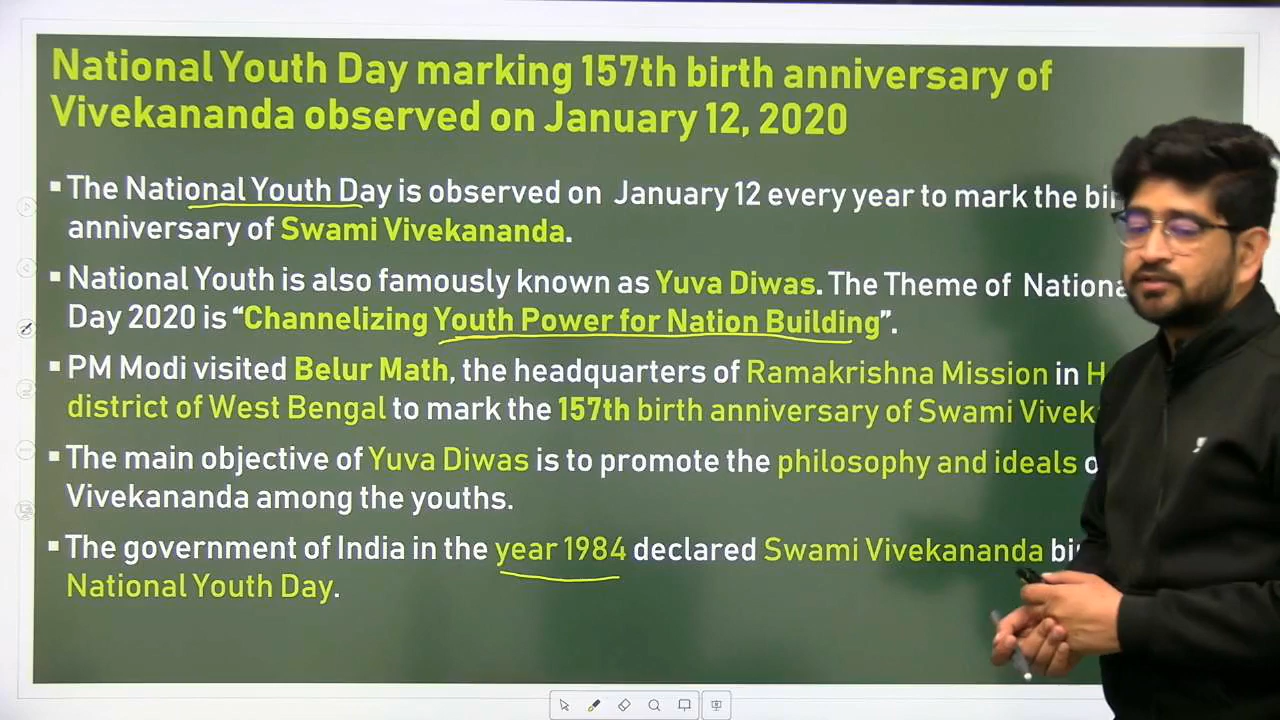 National Youth Day marking 157th birth anniversary of
Vivekananda observed on January 12, 2020
▪ The National Youth Day is observed on January 12 every year to mark the
anniversary of Swami Vivekananda.
▪ National Youth is also famously known as Yuva Diwas. The Theme of
Day 2020 is “Channelizing Youth Power for Nation Building”.
▪ PM Modi visited Belur Math, the headquarters of Ramakrishna Mission in
district of West Bengal to mark the 157th birth anniversary of Swami
▪ The main objective of Yuva Diwas is to promote the philosophy and ideals
Vivekananda among the youths.
▪ The government of India in the year 1984 declared Swami Vivekananda
National Youth Day.